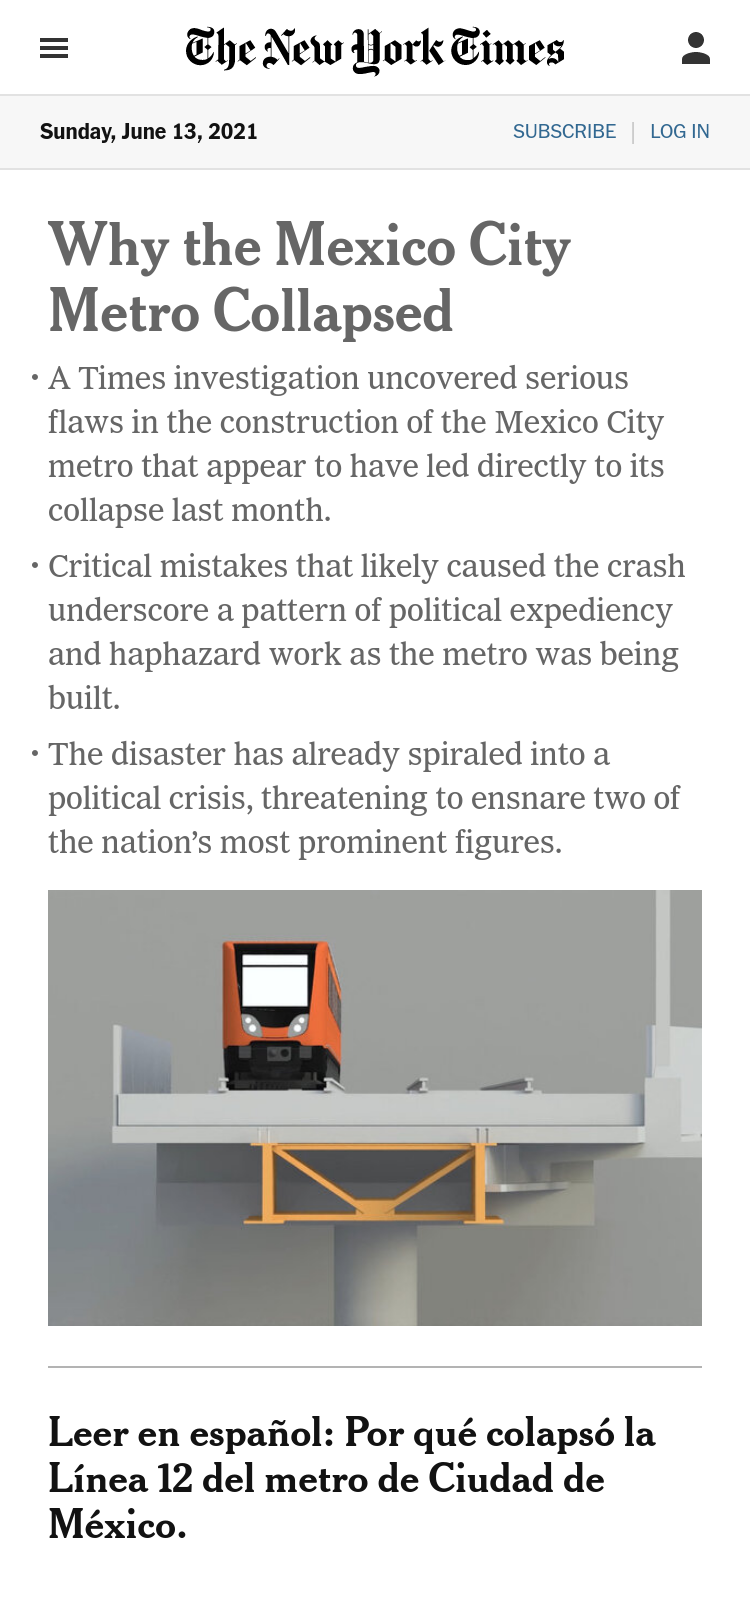 The New York Times
Sunday, June 13, 2021
SUBSCRIBE | LOG IN
Why the Mexico City
Metro Collapsed
• A Times investigation uncovered serious
flaws in the construction of the Mexico City
metro that appear to have led directly to its
collapse last month.
• Critical mistakes that likely caused the crash
underscore a pattern of political expediency
and haphazard work as the metro was being
built.
• The disaster has already spiraled into a
political crisis, threatening to ensnare two of
the nation’s most prominent figures.
Leer en español: Por qué colapsó la
Línea 12 del metro de Ciudad de
México.